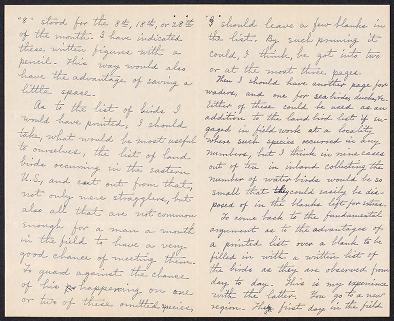 "8" stood for the 8th, 18th, or 28th
of the month. I have indicated
these written figures with a
pencil. This way would also
have the advantage of saving a
little space.
As to the list of birds I
would have printed, I should
take, what would be most useful
to ourselves, the list of land
birds occuring in the eastern
U.S, and cast out from that,
not only mere stragglers, but
also all that are not common
enough for a man a month
in the field to have a very
good chance of meeting them.
To guard against the chance
of his happening on one
or two of these omitted species,
I should leave a few blanks in
the list. By such pruning it
could, I think, be got into two
or at the most three pages.
Then I should have another page for
waders, and one for sea birds, ducks, &c.
Either of these could be used as an
addition to the land bird list if en-
gaged in field work at a locality
where such species occurred in any
numbers, but I think in nine cases
out of ten in inland collecting the
number of water birds would be so
small that they could easily be dis-
posed of in the blanks left for extras.
To come back to the fundamental
argument as to the advantages of
a printed list over a blank to be
filled in with a written list of
the birds as they are observed from
day to day. This is my experience
with the latter. You go to a new
region. The first day in the field